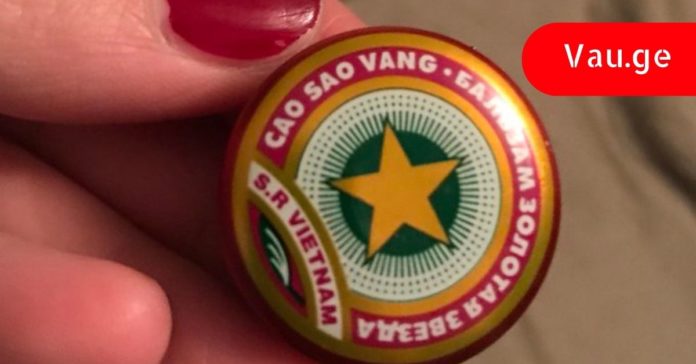 Vau.ge
CAO SAO VANG • БАЛЬЗАМ ЗОЛОТАЯ ЗВЕЗДА
S.R VIETNAM